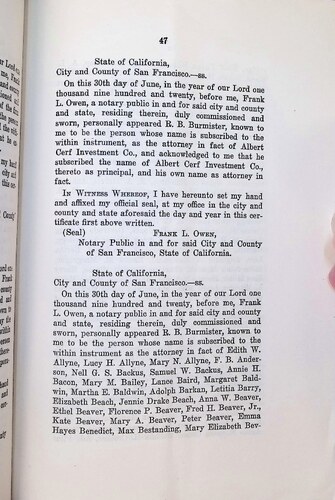 47
State of California,
City and County of San Francisco.—ss.
On this 30th day of June, in the year of our Lord one
thousand nine hundred and twenty, before me, Frank
L. Owen, a notary public in and for said city and county
and state, residing therein, duly commissioned and
sworn, personally appeared R. B. Burmister, known to
me to be the person whose name is subscribed to the
within instrument, as the attorney in fact of Albert
Cerf Investment Co., and acknowledged to me that he
subscribed the name of Albert Cerf Investment Co.,
thereto as principal, and his own name as attorney in
fact.
In Witness Whereof, I have hereunto set my hand
and affixed my official seal, at my office in the city and
county and state aforesaid the day and year in this cer-
tificate first above written.
(Seal) Frank L. Owen,
Notary Public in and for said City and County
of San Francisco, State of California.
State of California,
City and County of San Francisco.—ss.
On this 30th day of June, in the year of our Lord one
thousand nine hundred and twenty, before me, Frank
L. Owen, a notary public in and for said city and county
and state, residing therein, duly commissioned and
sworn, personally appeared R. B. Burmister, known to
me to be the person whose name is subscribed to the
within instrument as the attorney in fact of Edith W.
Allyne, Lucy H. Allyne, Mary N. Allyne, F. B. Ander-
son, Nell G. S. Backus, Samuel W. Backus, Annie H.
Bacon, Mary M. Bailey, Lance Baird, Margaret Bald-
win, Martha E. Baldwin, Adolph Barkan, Letitia Barry,
Elizabeth Beach, Jennie Drake Beach, Anna W. Beaver,
Ethel Beaver, Florence P. Beaver, Fred H. Beaver, Jr.,
Kate Beaver, Mary A. Beaver, Peter Beaver, Emma
Hayes Benedict, Max Bestanding, Mary Elizabeth Bev-